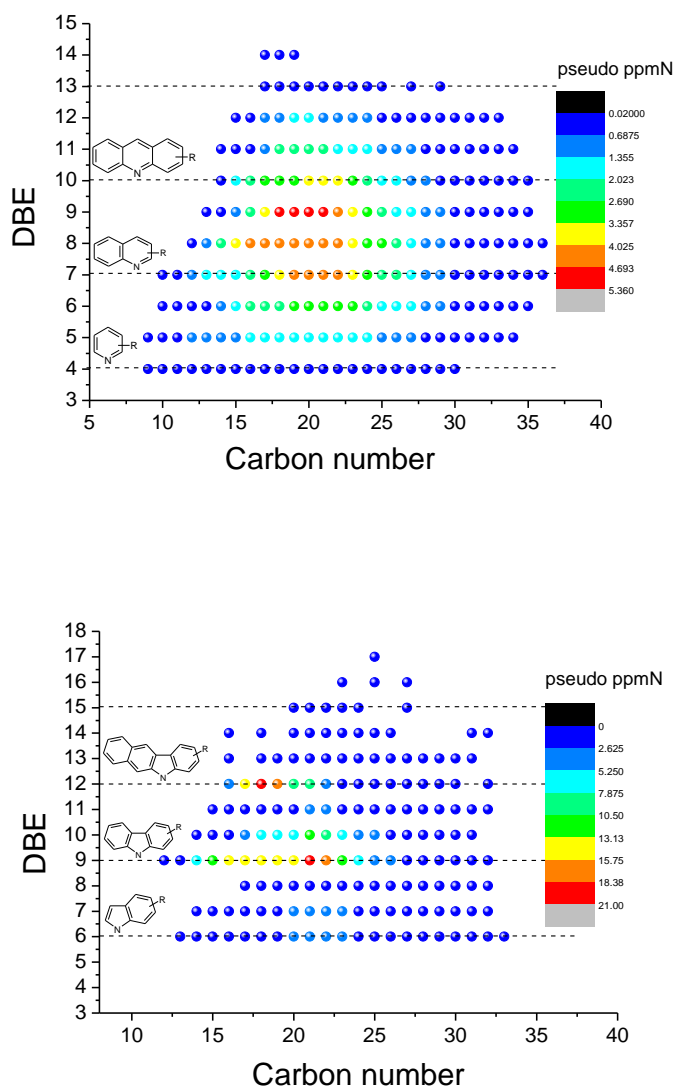 15
14
13
12
11
10
9
8
7
6
5
4
3
DBE
5 10 15 20 25 30 35 40
Carbon number
N
R
N
R
N
R
pseudo ppmN
0.02000
0.6875
1.355
2.023
2.690
3.357
4.025
4.693
5.360
18
17
16
15
14
13
12
11
10
9
8
7
6
5
4
3
DBE
10 15 20 25 30 35 40
Carbon number
R
N
R
N
R
N
pseudo ppmN
0
2.625
5.250
7.875
10.50
13.13
15.75
18.38
21.00